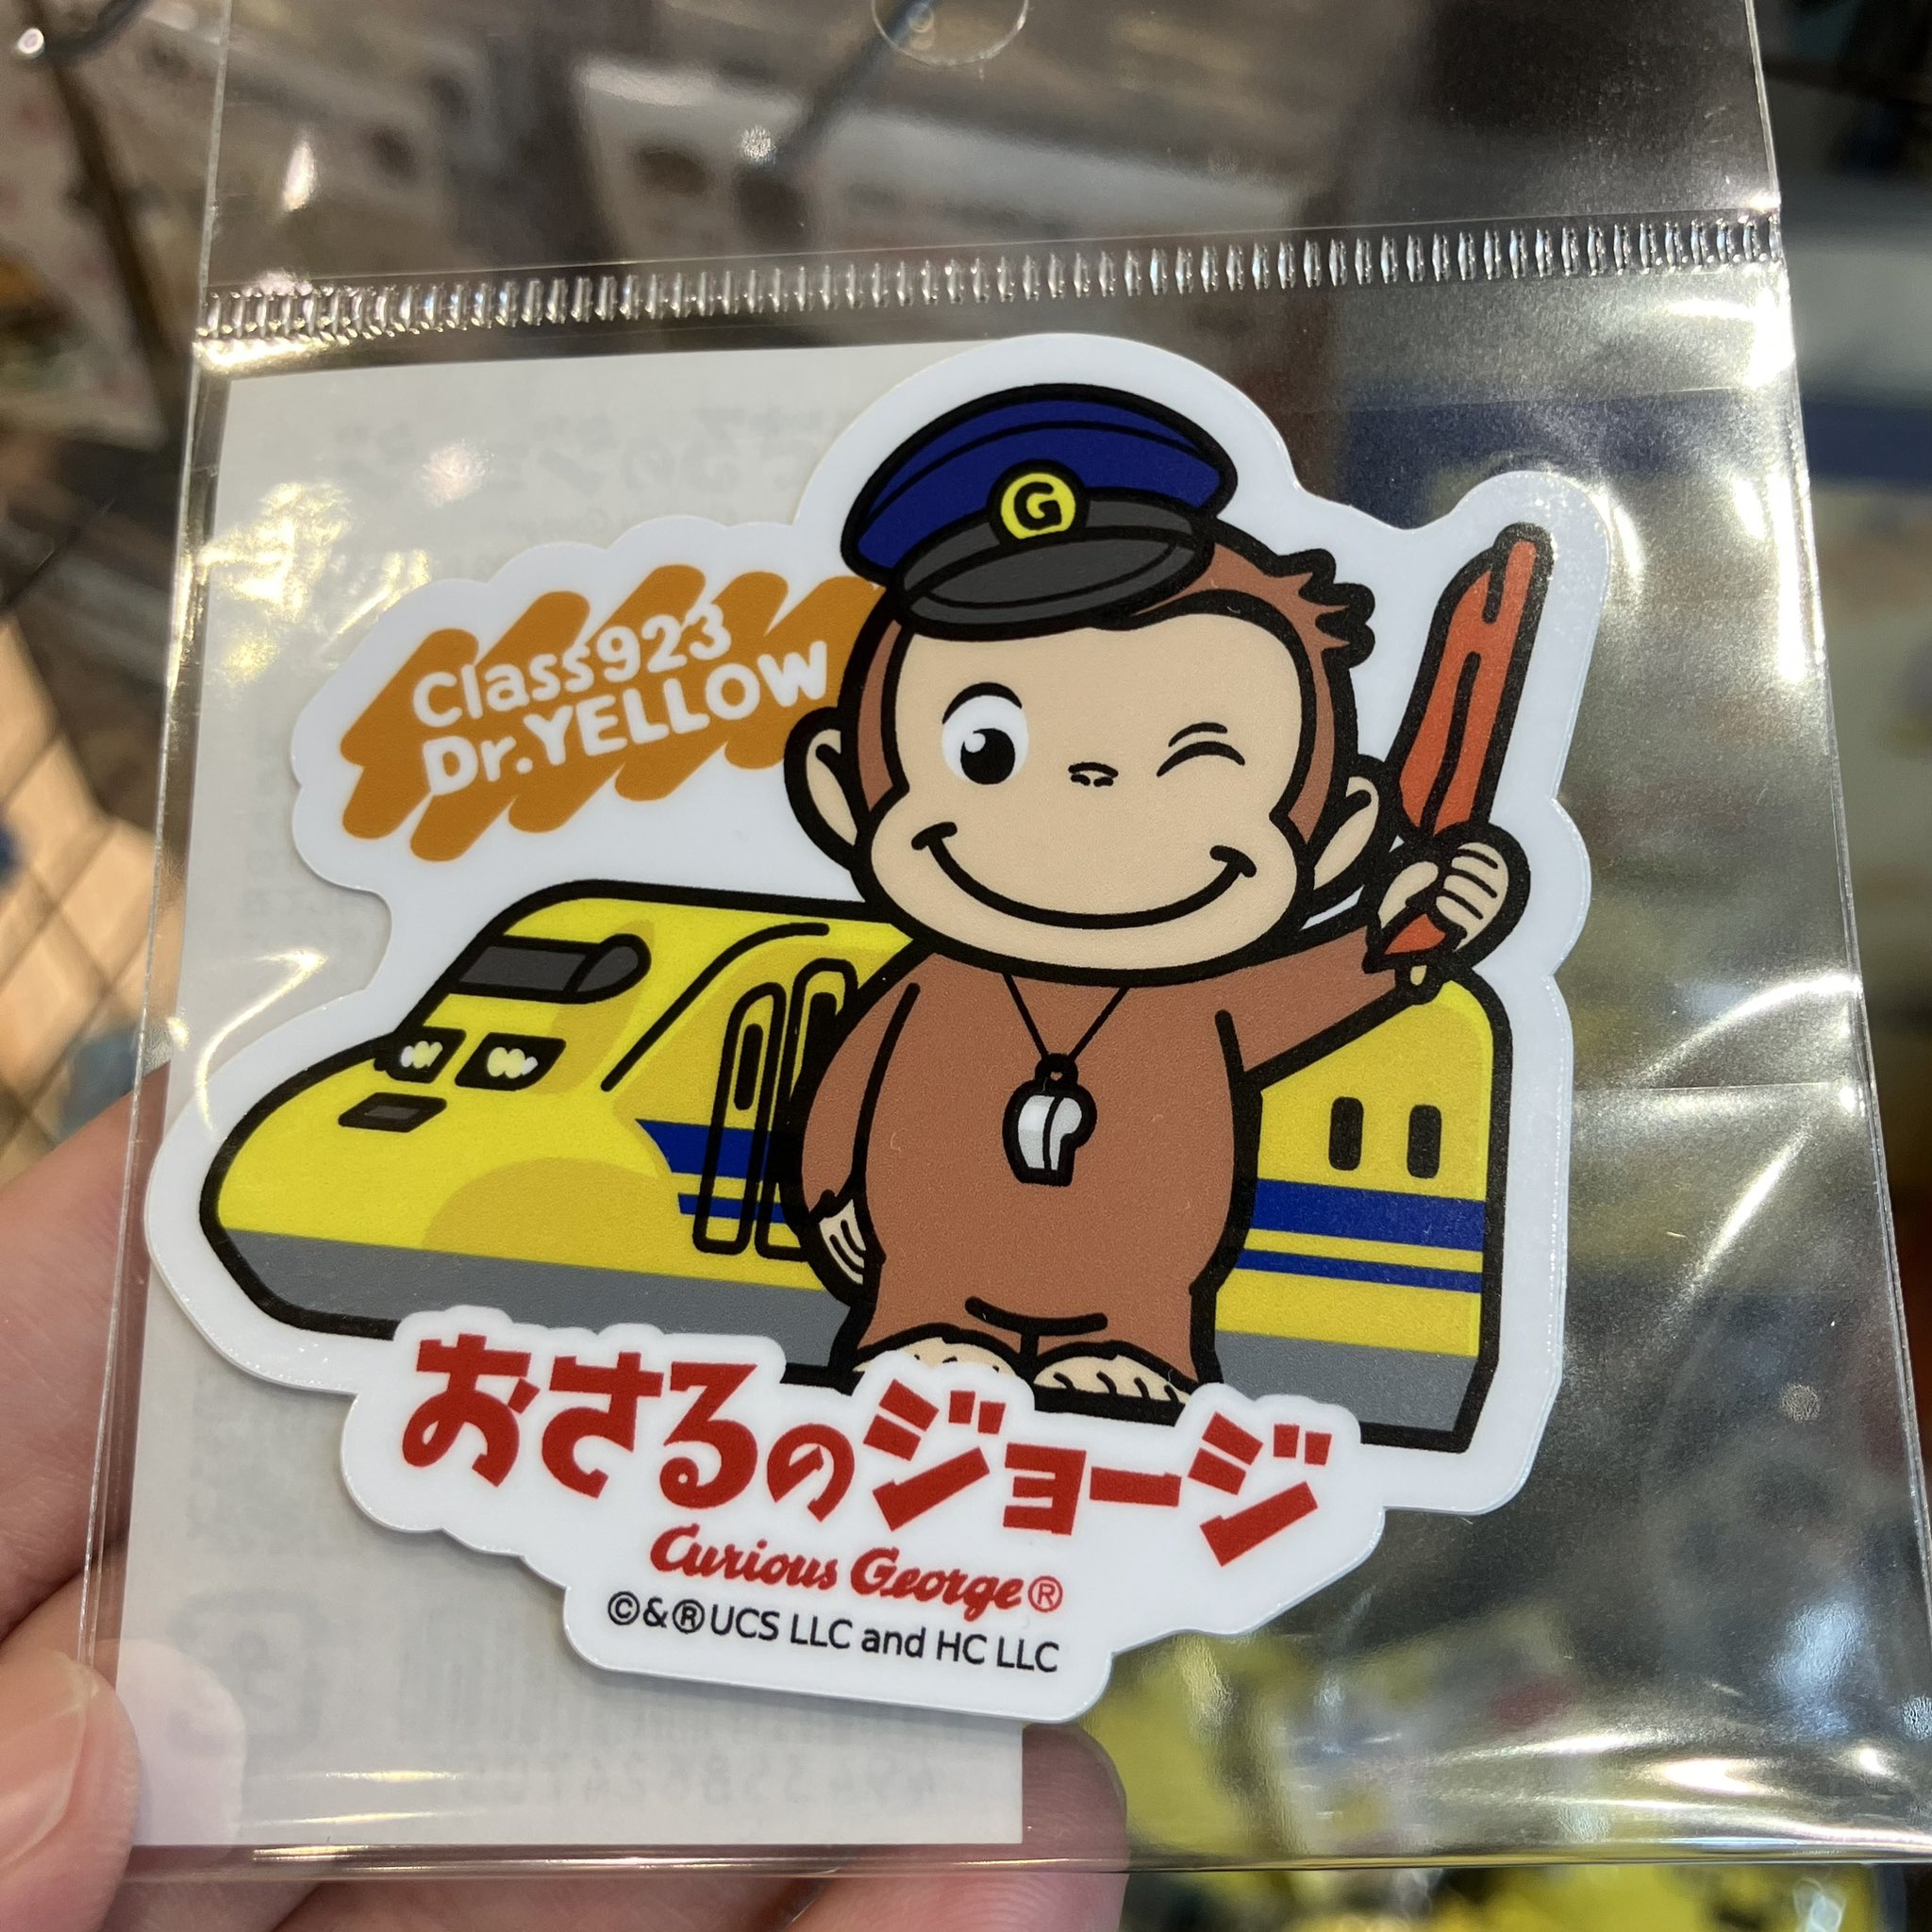 G
Class923
Dr.YELLOW
おさるのジョージ
Curious George®
©&®UCS LLC and HC LLC